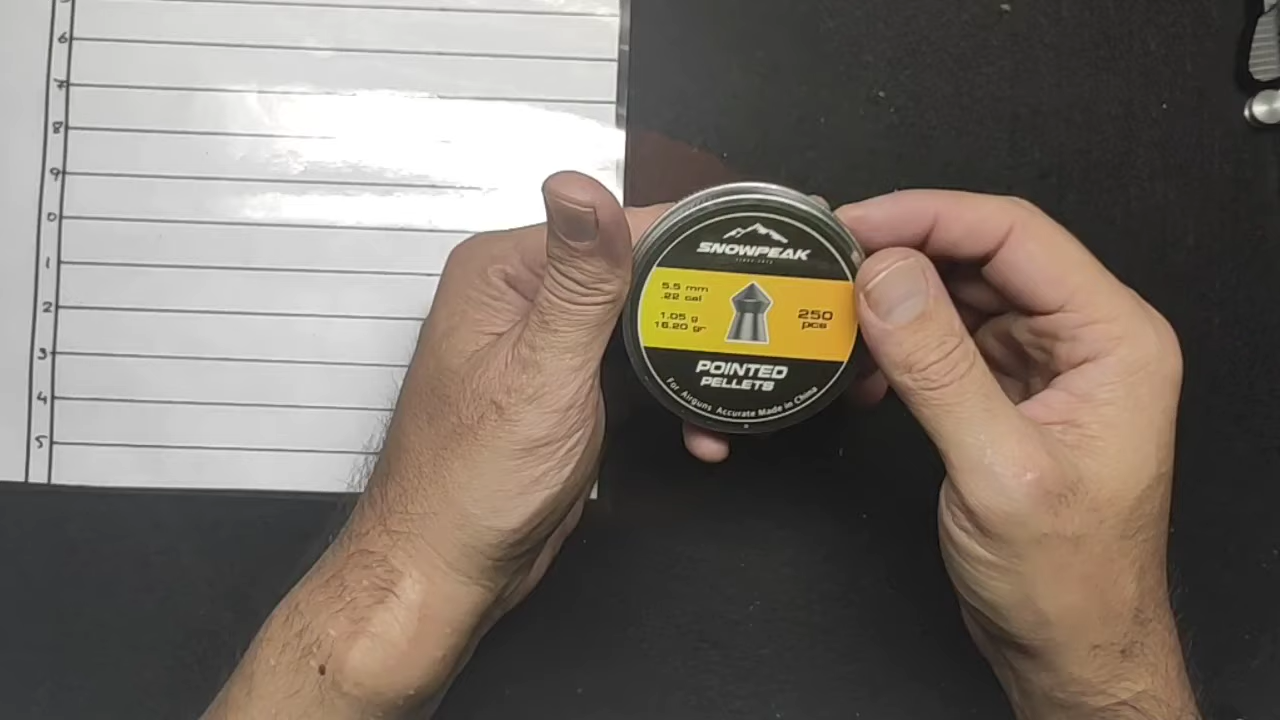 6
7
8
9
0
1
2
3
4
5
SNOWPEAK
5.5 mm
.22 cal
1.05 g
16.20 gr
250
pcs
POINTED
PELLETS
For Airguns Accurate Made in China